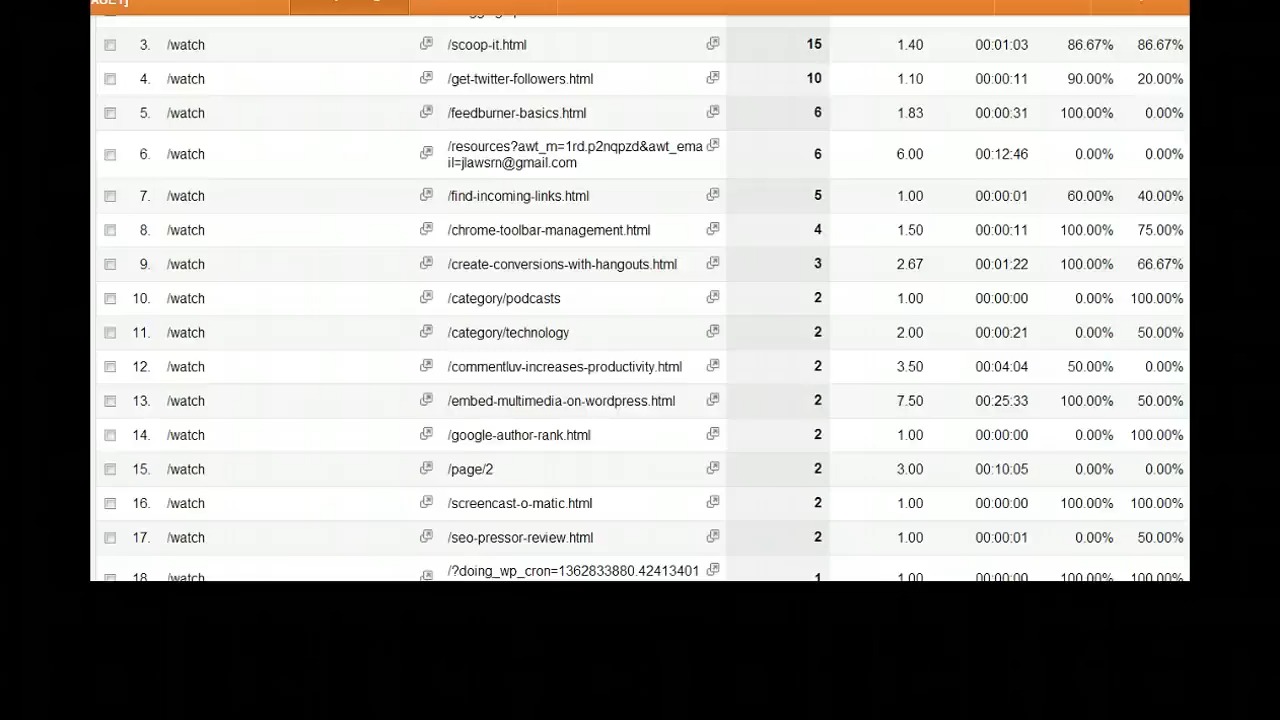 3. /watch /scoop-it.html 15 1.40 00:01:03 86.67% 86.67%
4. /watch /get-twitter-followers.html 10 1.10 00:00:11 90.00% 20.00%
5. /watch /feedburner-basics.html 6 1.83 00:00:31 100.00% 0.00%
6. /watch /resources?awt_m=1rd.p2nqpzd&awt_ema 6 6.00 00:12:46 0.00% 0.00%
il=jlawsrn@gmail.com
7. /watch /find-incoming-links.html 5 1.00 00:00:01 60.00% 40.00%
8. /watch /chrome-toolbar-management.html 4 1.50 00:00:11 100.00% 75.00%
9. /watch /create-conversions-with-hangouts.html 3 2.67 00:01:22 100.00% 66.67%
10. /watch /category/podcasts 2 1.00 00:00:00 0.00% 100.00%
11. /watch /category/technology 2 2.00 00:00:21 0.00% 50.00%
12. /watch /commentluv-increases-productivity.html 2 3.50 00:04:04 50.00% 0.00%
13. /watch /embed-multimedia-on-wordpress.html 2 7.50 00:25:33 100.00% 50.00%
14. /watch /google-author-rank.html 2 1.00 00:00:00 0.00% 100.00%
15. /watch /page/2 2 3.00 00:10:05 0.00% 0.00%
16. /watch /screencast-o-matic.html 2 1.00 00:00:00 100.00% 100.00%
17. /watch /seo-pressor-review.html 2 1.00 00:00:01 0.00% 50.00%
/?doing_wp_cron=1362833880.42413401
18. /watch 1 1.00 00:00:00 100.00% 100.00%